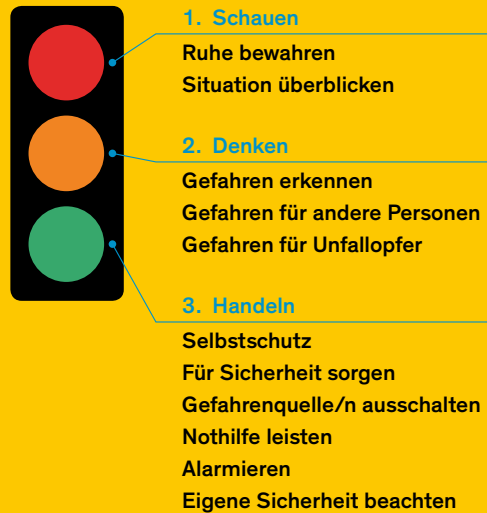 1. Schauen
Ruhe bewahren
Situation überblicken
2. Denken
Gefahren erkennen
Gefahren für andere Personen
Gefahren für Unfallopfer
3. Handeln
Selbstschutz
Für Sicherheit sorgen
Gefahrenquelle/n ausschalten
Nothilfe leisten
Alarmieren
Eigene Sicherheit beachten